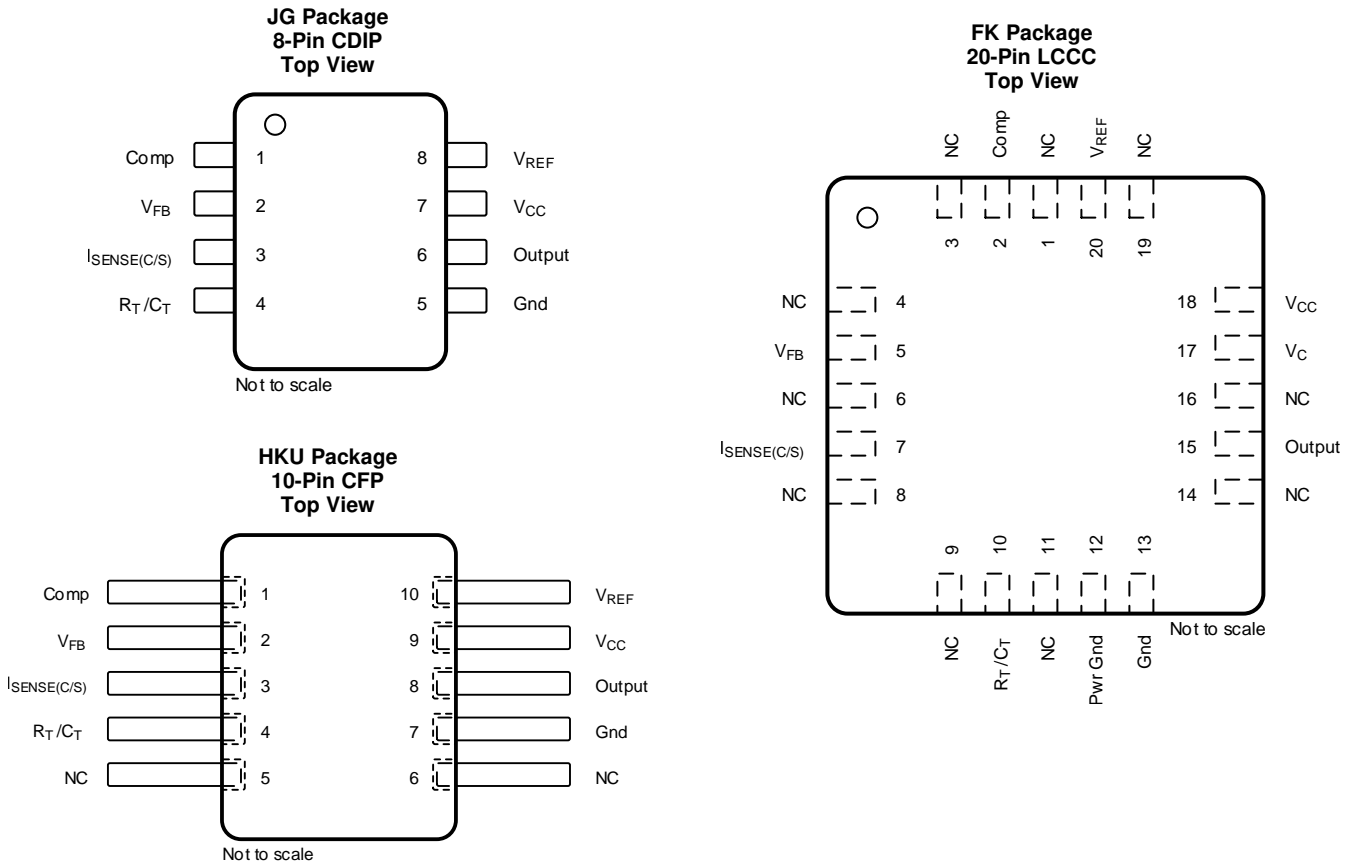 JG Package
8-Pin CDIP
Top View
Comp
1
8
VREF
VFB
2
7
VCC
ISENSE(C/S)
3
6
Output
RT/CT
4
5
Gnd
Not to scale
HKU Package
10-Pin CFP
Top View
Comp
1
10
VREF
VFB
2
9
VCC
ISENSE(C/S)
3
8
Output
RT/CT
4
7
Gnd
NC
5
6
NC
Not to scale
FK Package
20-Pin LCCC
Top View
NC
Comp
NC
VREF
NC
3
2
1
20
19
NC
4
18
VCC
VFB
5
17
VC
NC
6
16
NC
ISENSE(C/S)
7
15
Output
NC
8
14
NC
9
10
11
12
13
NC
RT/CT
NC
Pwr Gnd
Gnd
Not to scale